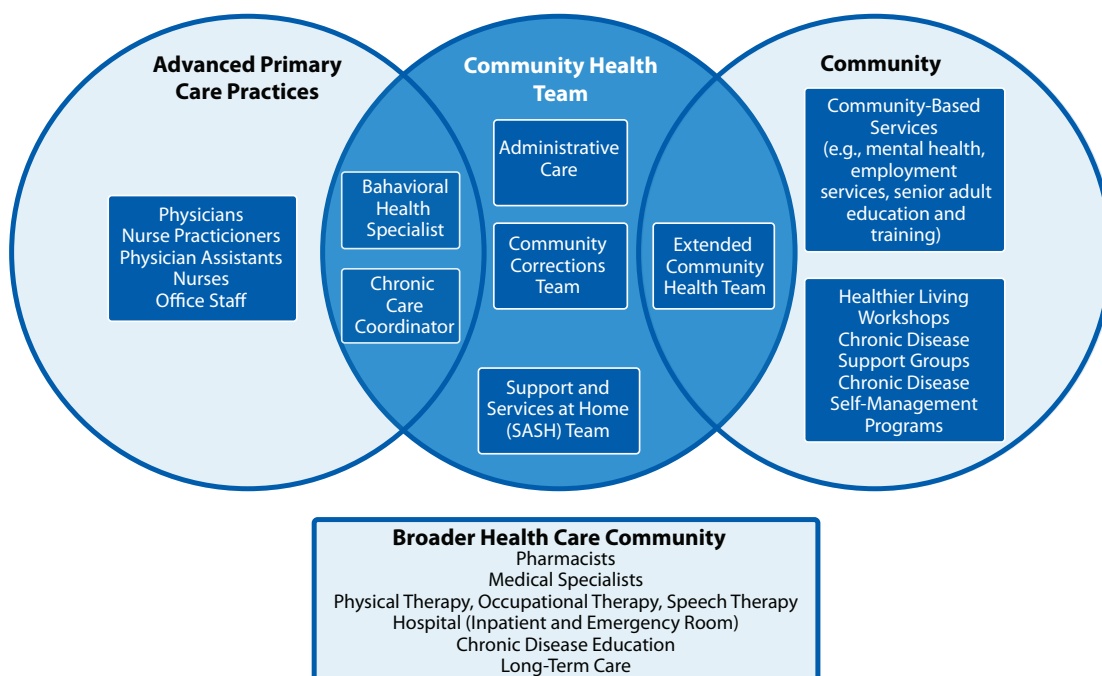 Advanced Primary
Care Practices
Physicians
Nurse Practicioners
Physician Assistants
Nurses
Office Staff
Bahavioral
Health
Specialist
Chronic
Care
Coordinator
Community Health
Team
Administrative
Care
Community
Corrections
Team
Support and
Services at Home
(SASH) Team
Extended
Community
Health Team
Community
Community-Based
Services
(e.g., mental health,
employment
services, senior adult
education and
training)
Healthier Living
Workshops
Chronic Disease
Support Groups
Chronic Disease
Self-Management
Programs
Broader Health Care Community
Pharmacists
Medical Specialists
Physical Therapy, Occupational Therapy, Speech Therapy
Hospital (Inpatient and Emergency Room)
Chronic Disease Education
Long-Term Care